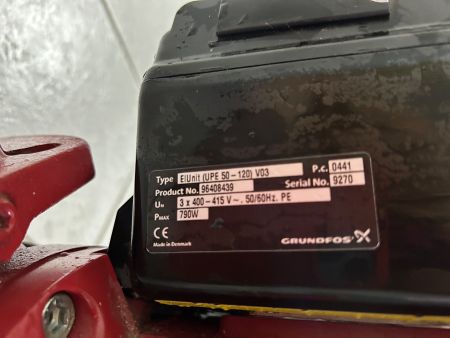 Type ElUnit (UPE 50-120) V03 P.c. 0441
Product No. 96408439 Serial No. 9270
UN 3 x 400-415 V~, 50/60Hz, PE
PMAX 790W
CE
Made in Denmark GRUNDFOS